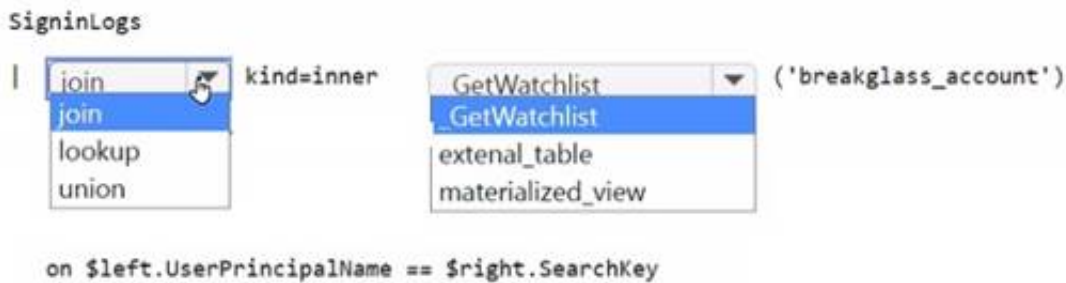 SigninLogs
| join kind=inner _GetWatchlist ('breakglass_account')
join _GetWatchlist
lookup extenal_table
union materialized_view
on $left.UserPrincipalName == $right.SearchKey